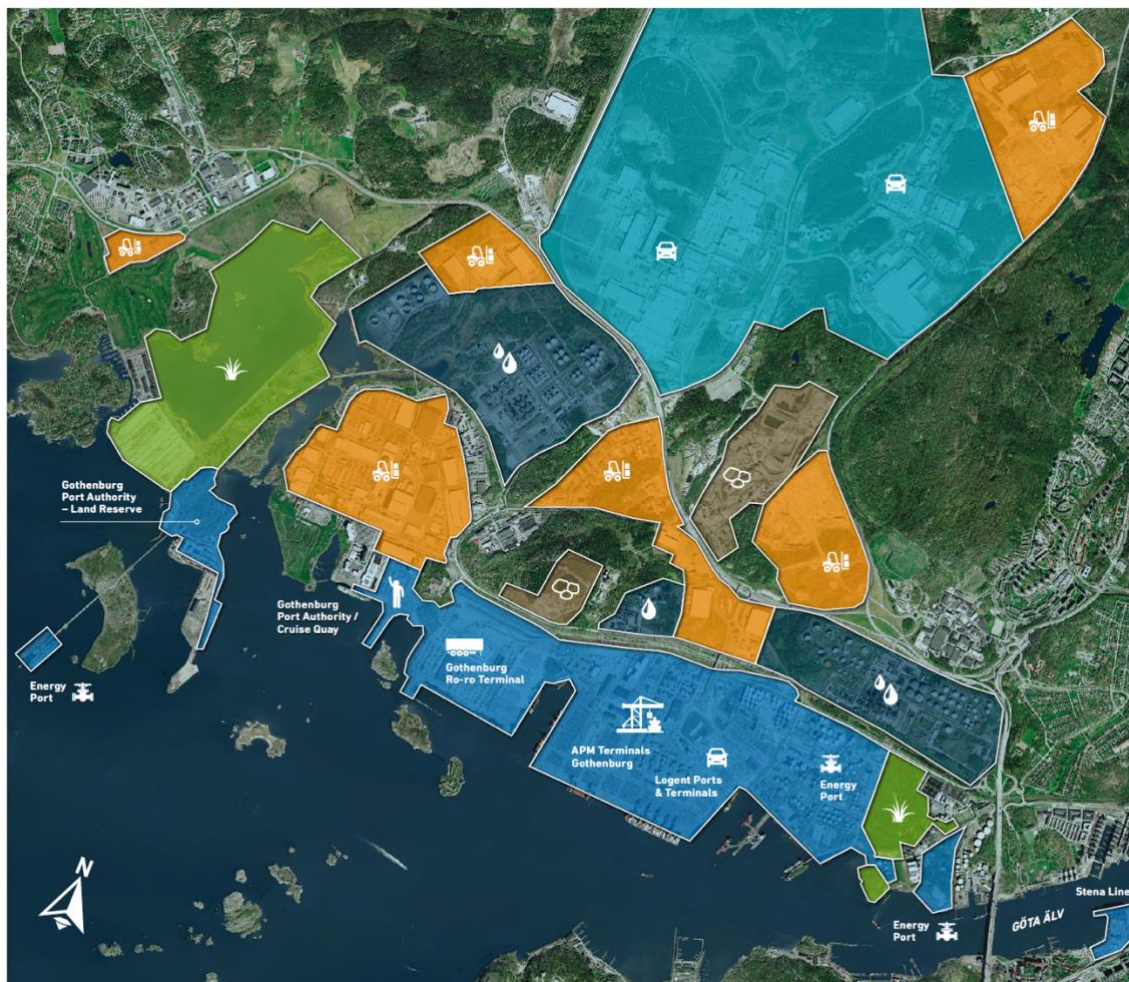 Gothenburg
Port Authority
– Land Reserve
Gothenburg
Port Authority /
Cruise Quay
Gothenburg
Ro-ro Terminal
Energy
Port
APM Terminals
Gothenburg
Logent Ports
& Terminals
Energy
Port
Energy
Port
Stena Line
GÖTA ÄLV
N